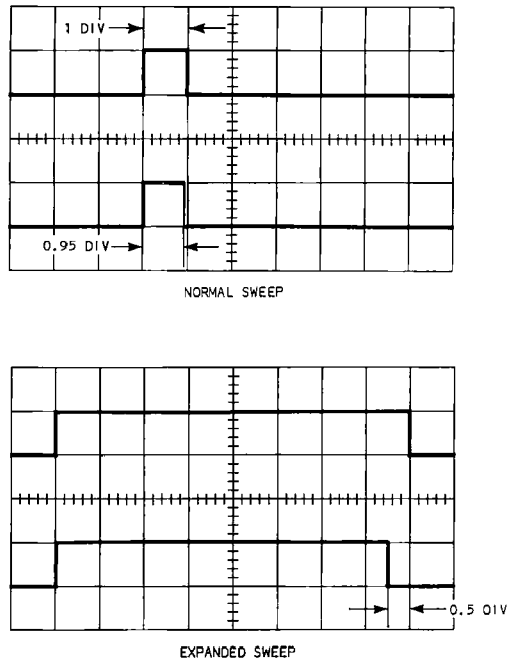 1 DIV
0.95 DIV
NORMAL SWEEP
0.5 OIV
EXPANDED SWEEP